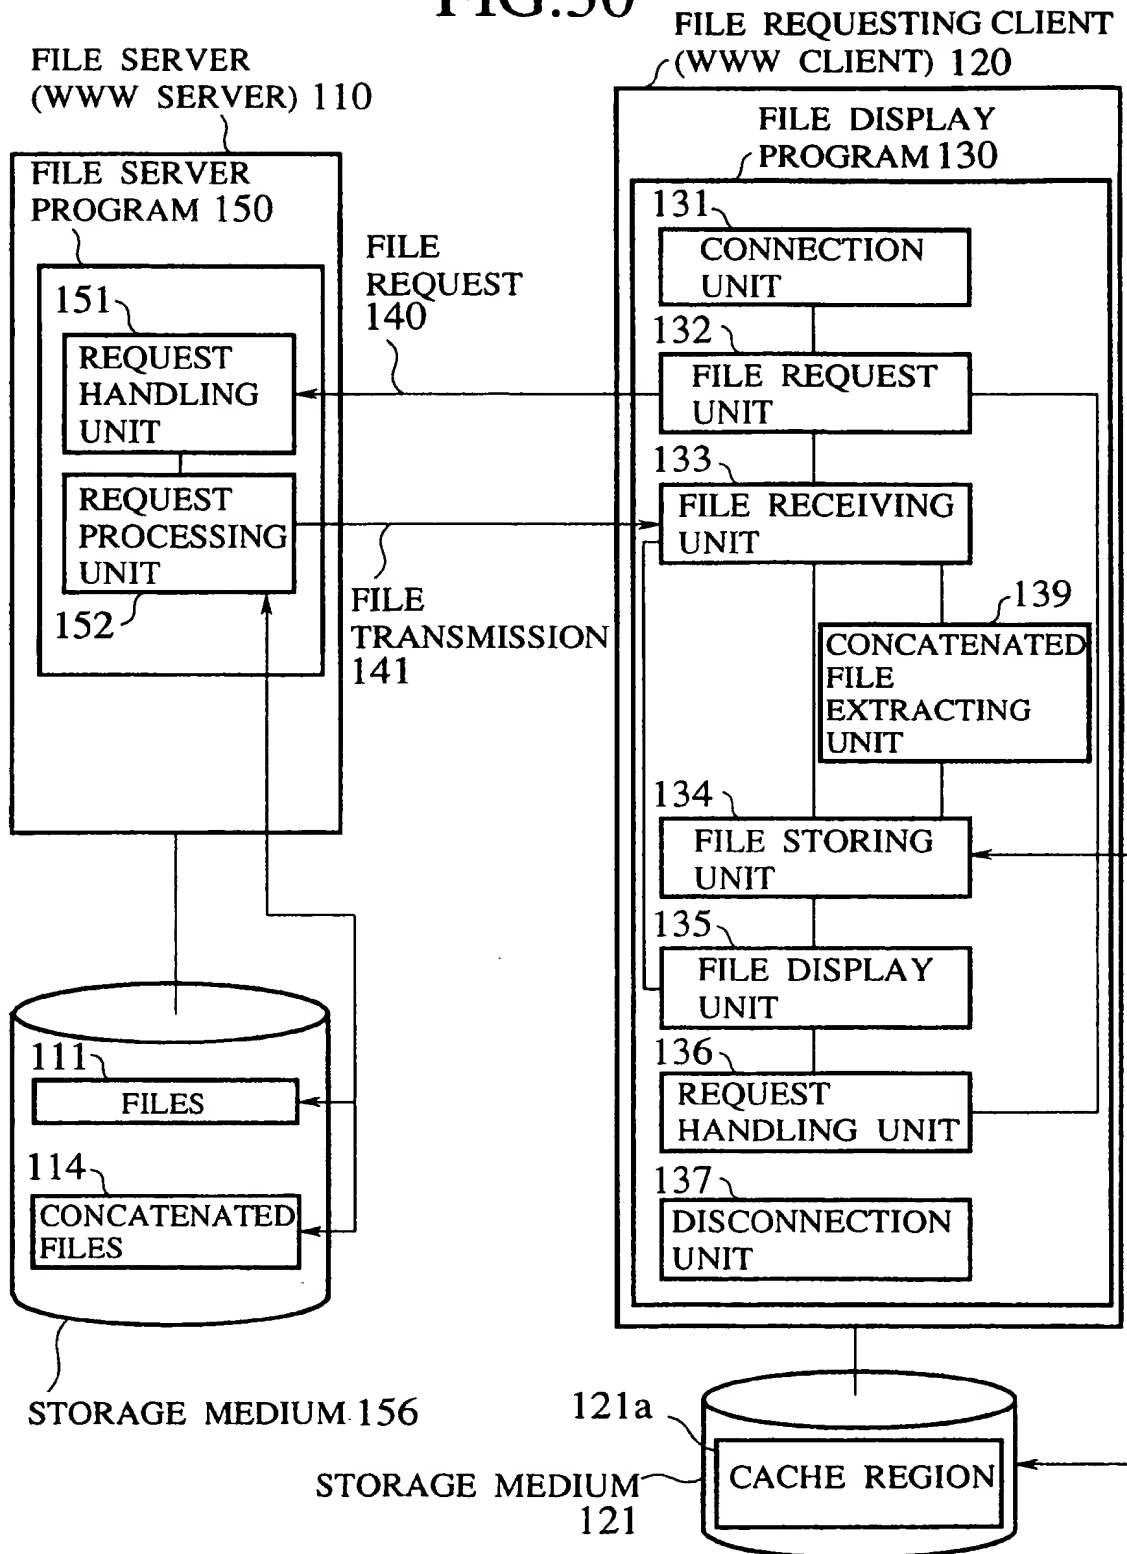 FIG.30
FILE REQUESTING CLIENT
(WWW CLIENT) 120
FILE SERVER
(WWW SERVER) 110
FILE DISPLAY
PROGRAM 130
FILE SERVER
PROGRAM 150
131
CONNECTION
UNIT
FILE
REQUEST
140
151
REQUEST
HANDLING
UNIT
132
FILE REQUEST
UNIT
133
FILE RECEIVING
UNIT
REQUEST
PROCESSING
UNIT
152
FILE
TRANSMISSION
141
139
CONCATENATED
FILE
EXTRACTING
UNIT
134
FILE STORING
UNIT
135
FILE DISPLAY
UNIT
111
FILES
136
REQUEST
HANDLING UNIT
114
CONCATENATED
FILES
137
DISCONNECTION
UNIT
STORAGE MEDIUM 156
121a
CACHE REGION
STORAGE MEDIUM
121